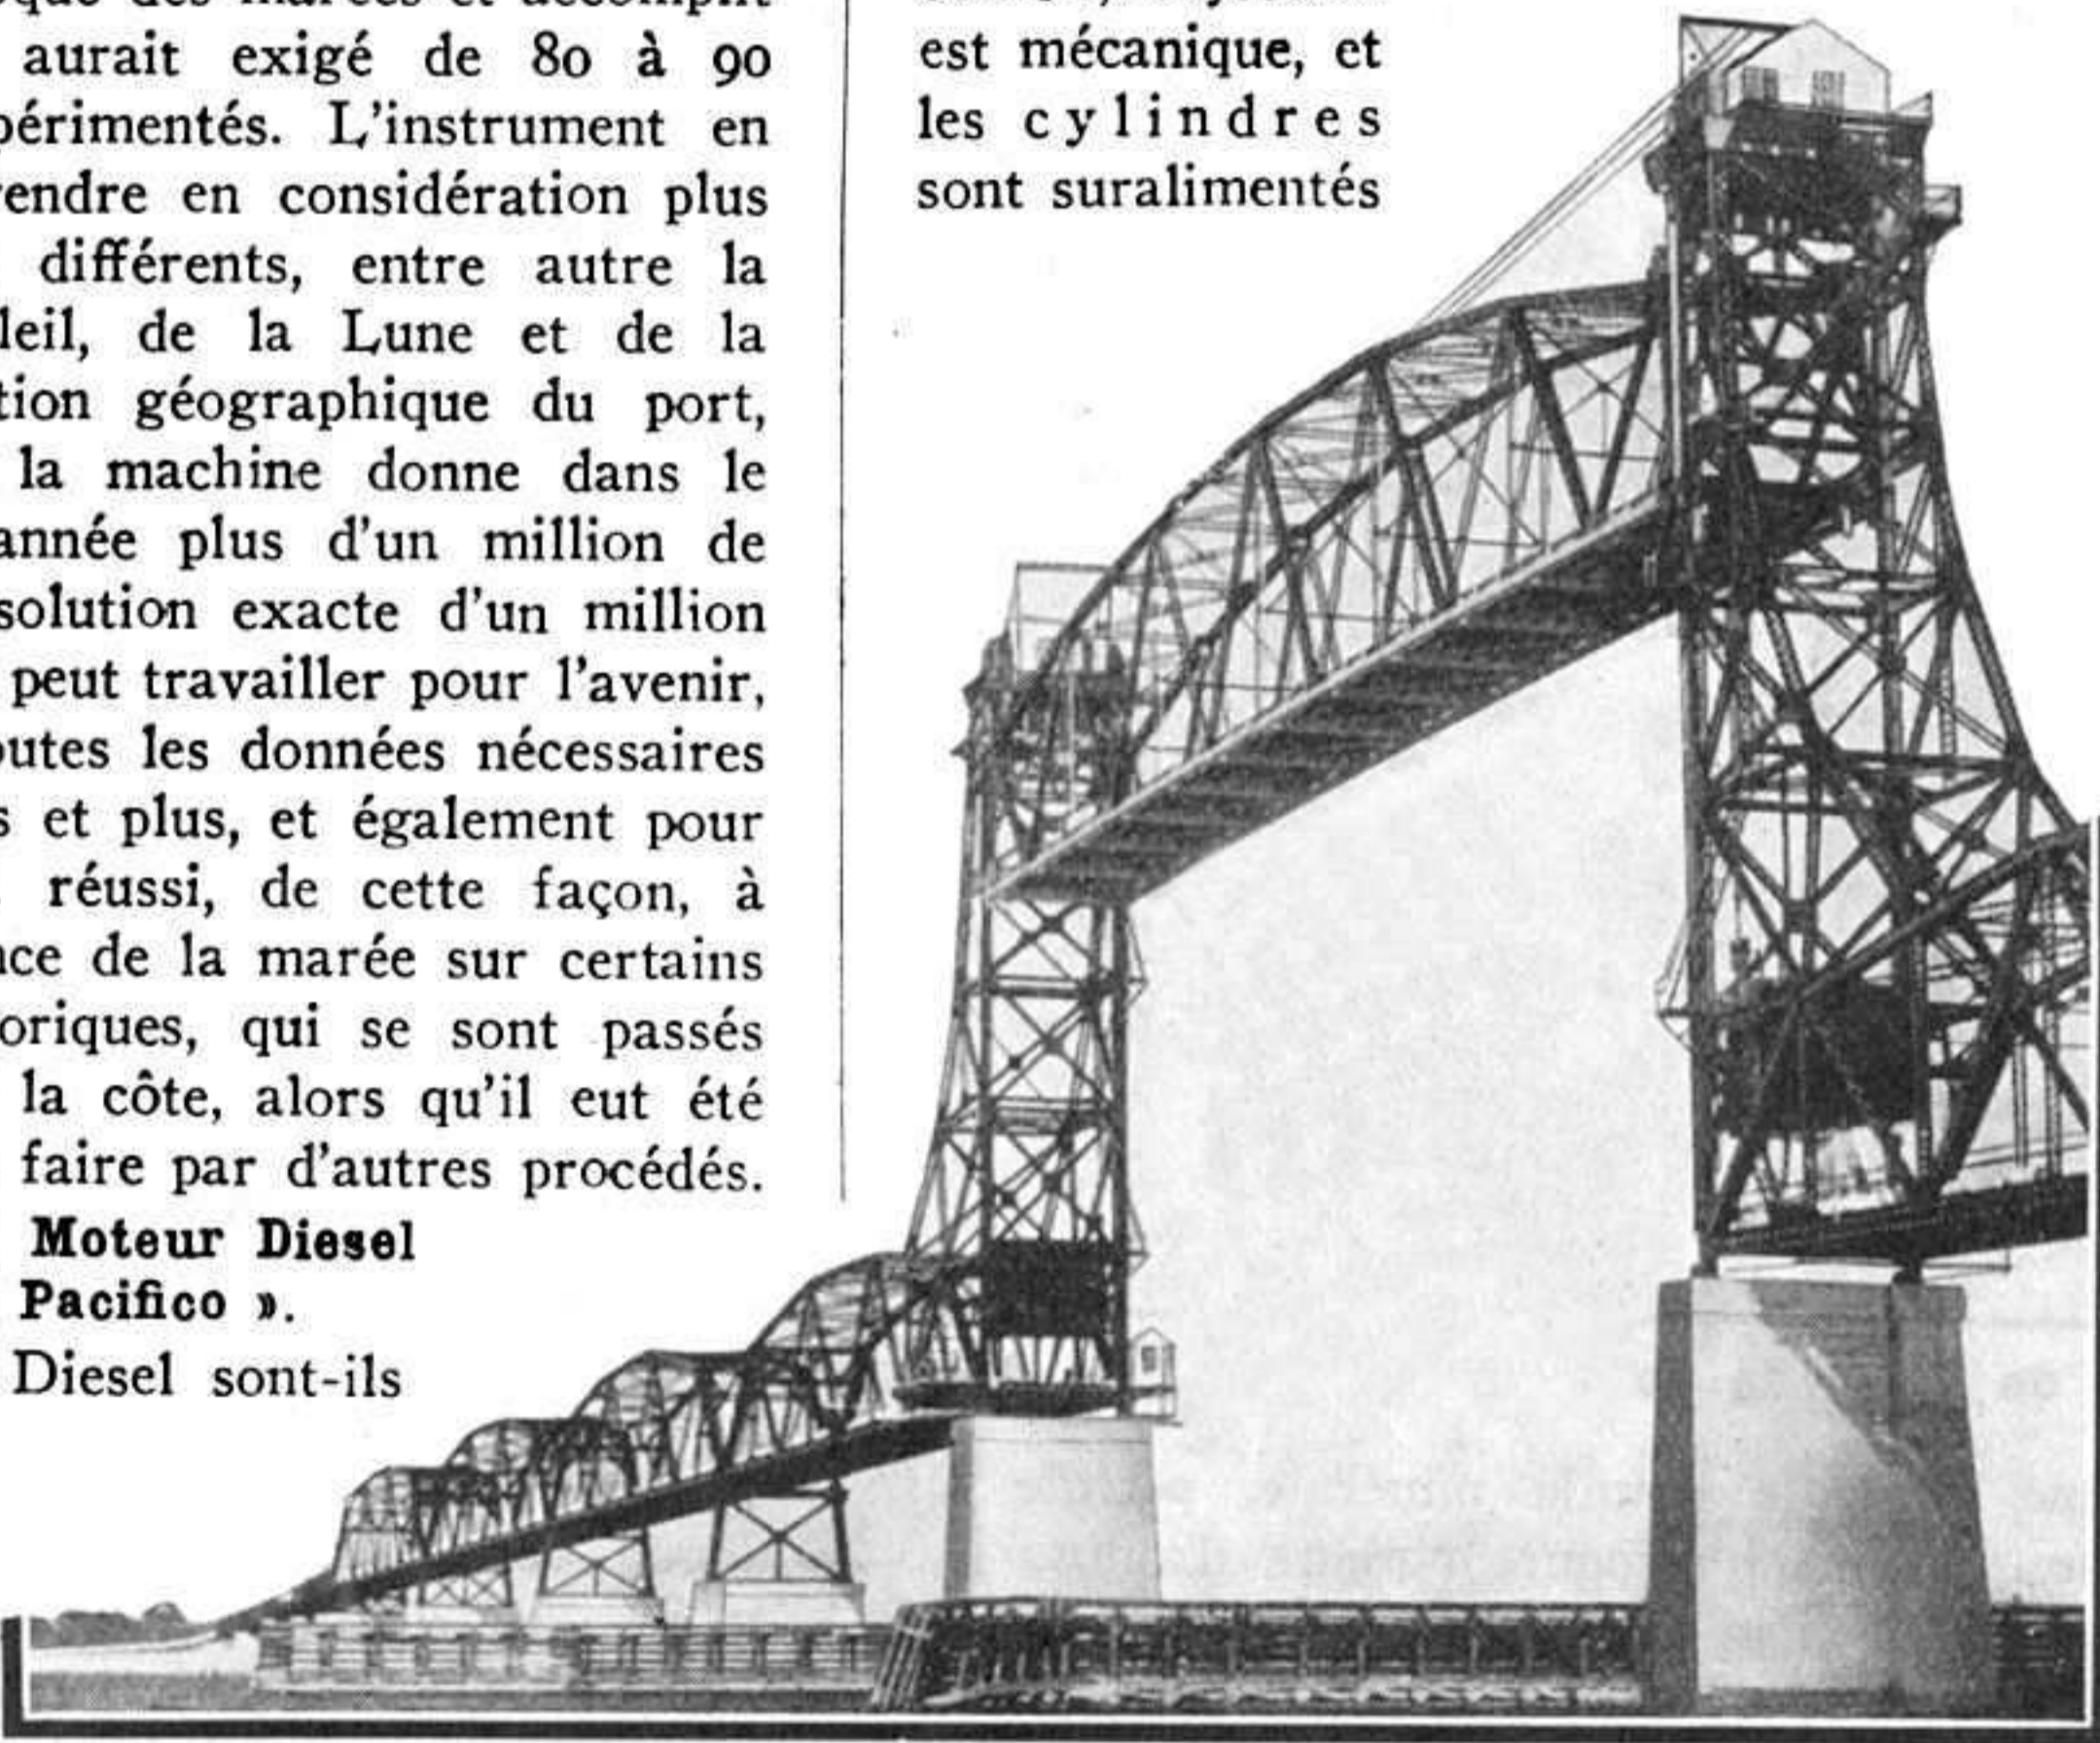 aurait exigé de 80 à 90
périmentés. L'instrument en
endre en considération plus
différents, entre autre la
leil, de la Lune et de la
tion géographique du port,
la machine donne dans le
année plus d'un million de
solution exacte d'un million
peut travailler pour l'avenir,
outes les données nécessaires
s et plus, et également pour
réussi, de cette façon, à
nce de la marée sur certains
oriques, qui se sont passés
la côte, alors qu'il eut été
faire par d'autres procédés.
Moteur Diesel
Pacifico ».
Diesel sont-ils
est mécanique, et
les cylindres
sont suralimentés